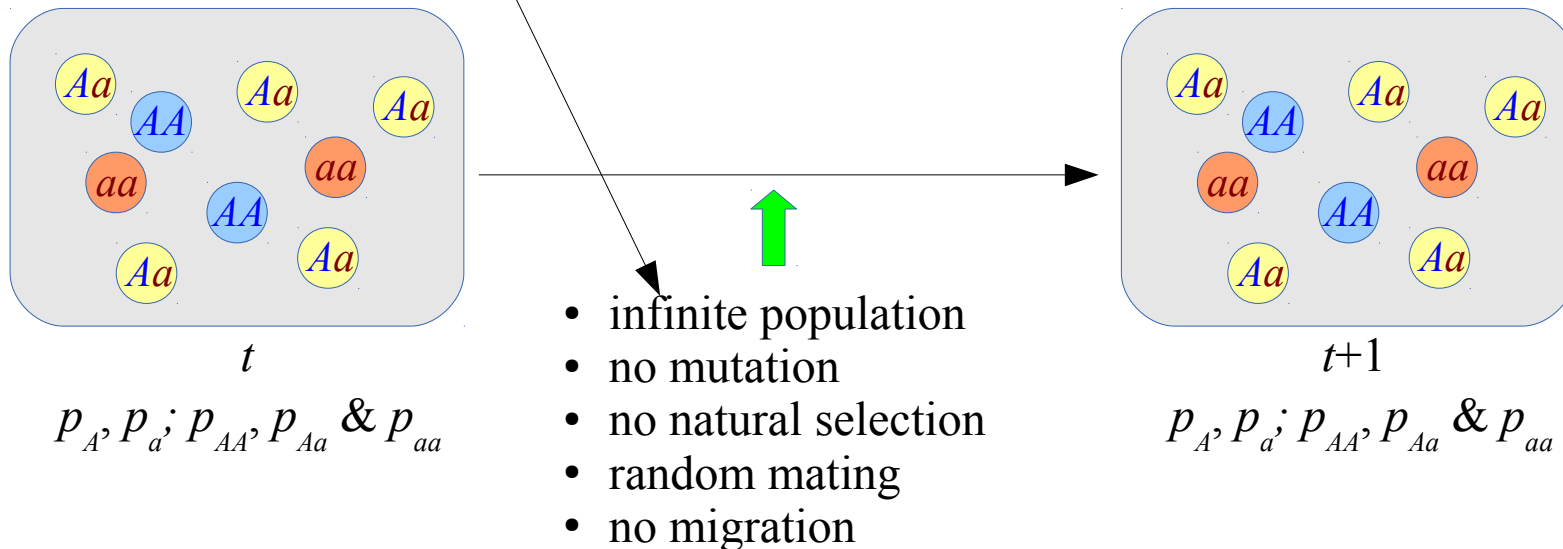 Aa
AA
Aa
Aa
aa
aa
AA
Aa
Aa
t
p_A, p_a; p_AA, p_Aa & p_aa
• infinite population
• no mutation
• no natural selection
• random mating
• no migration
Aa
AA
Aa
Aa
aa
aa
AA
Aa
Aa
t+1
p_A, p_a; p_AA, p_Aa & p_aa